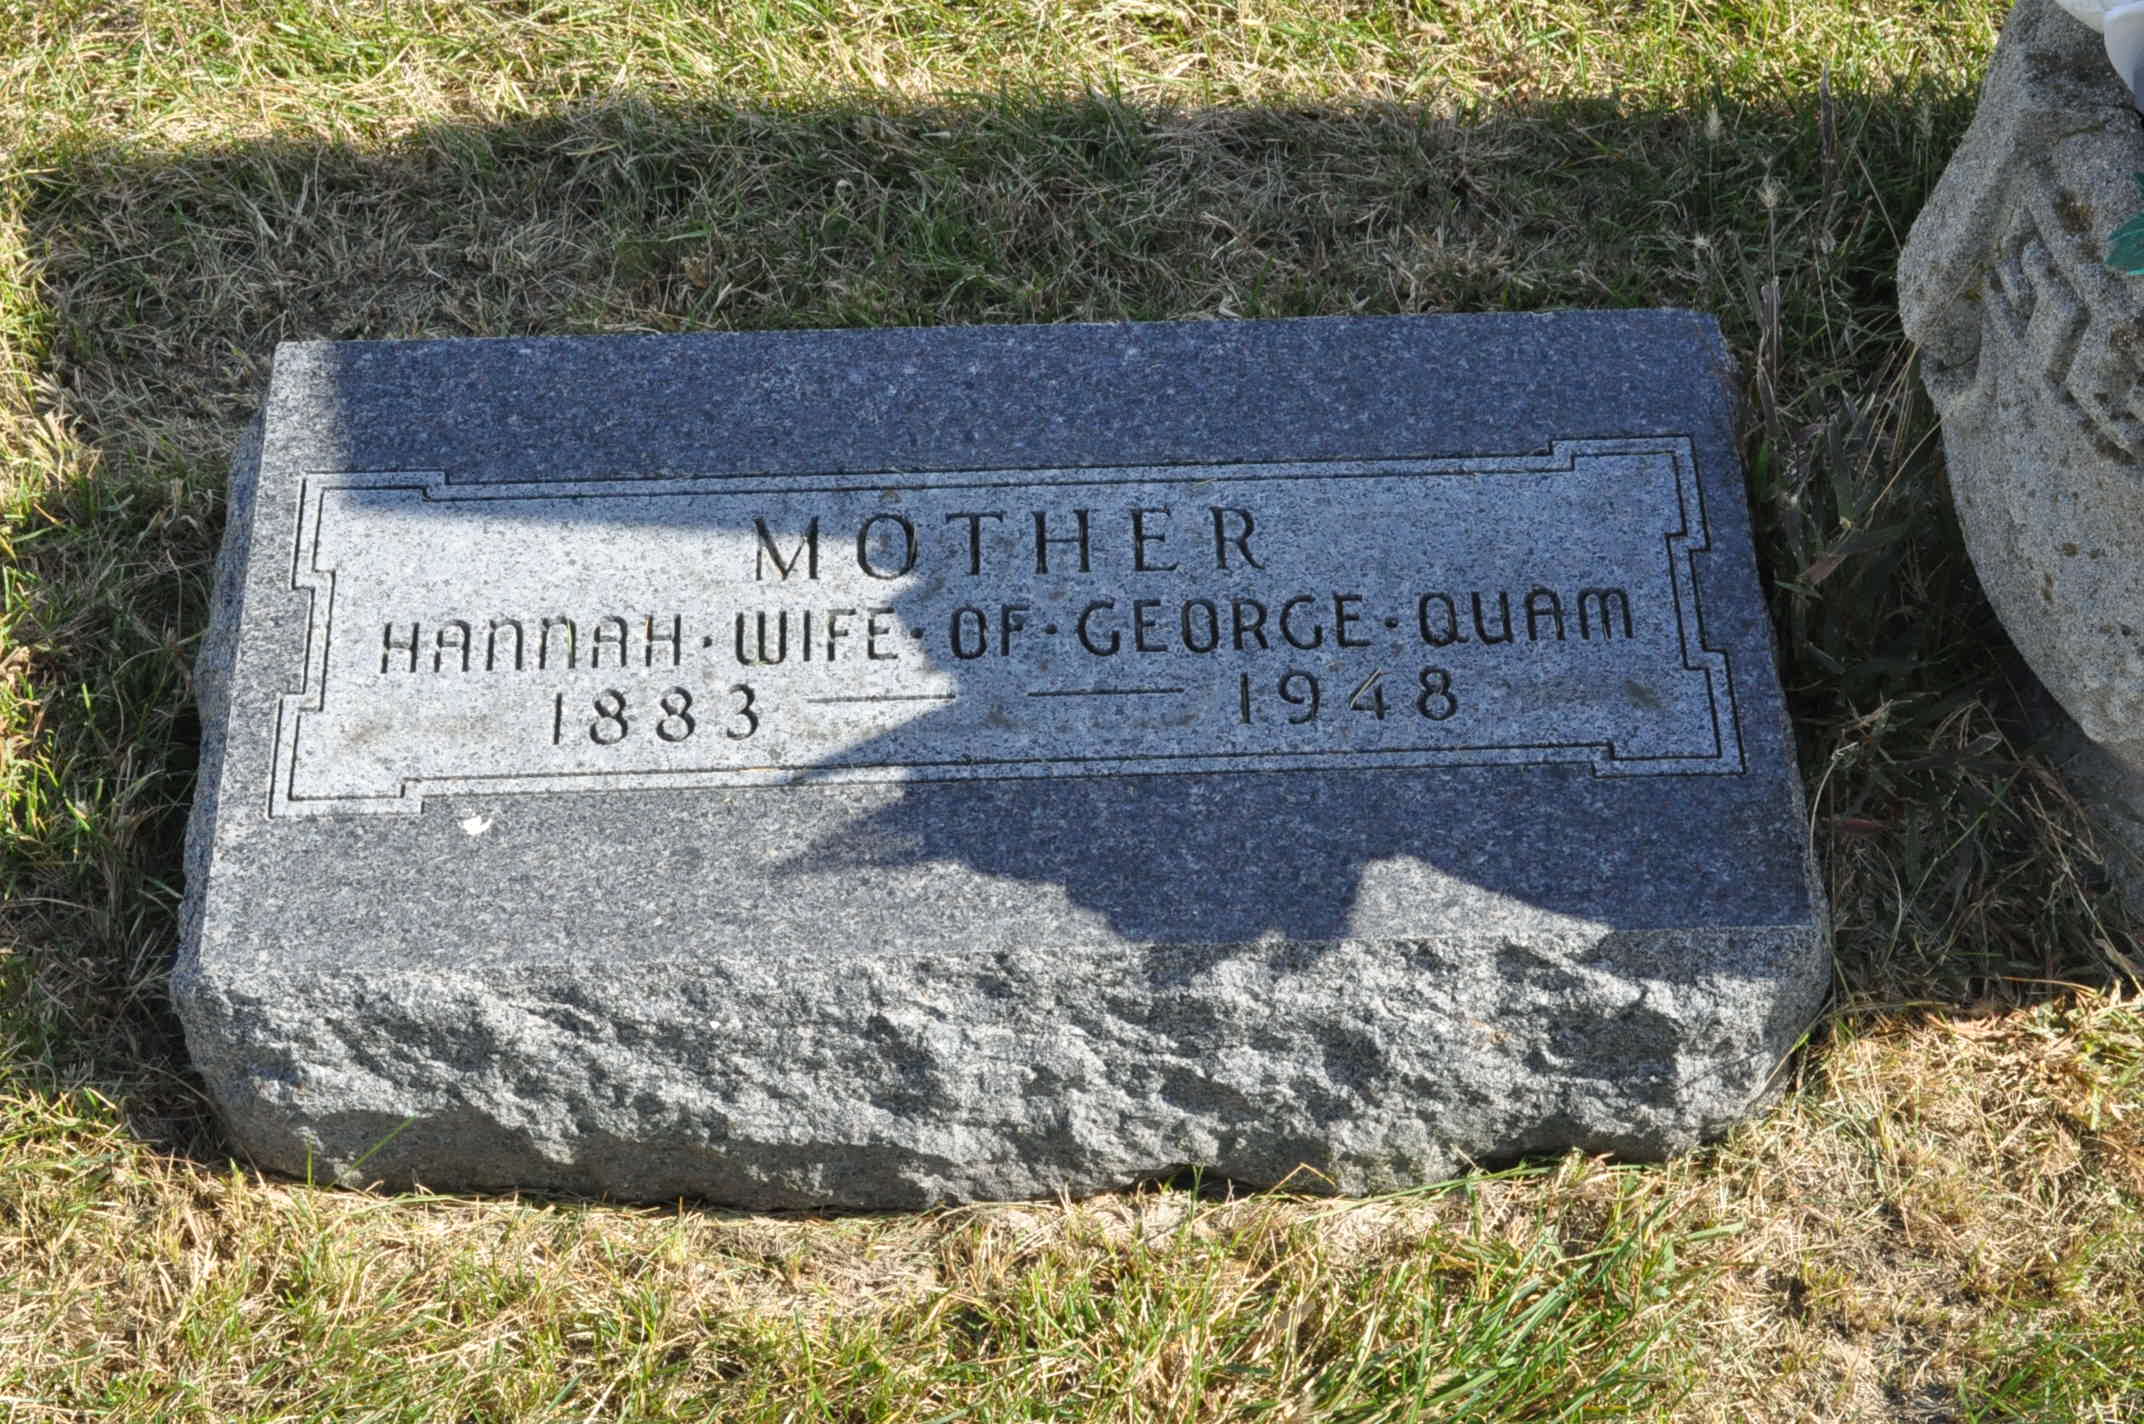 MOTHER
HANNAH · WIFE · OF · GEORGE · QUAM
1883 — — 1948